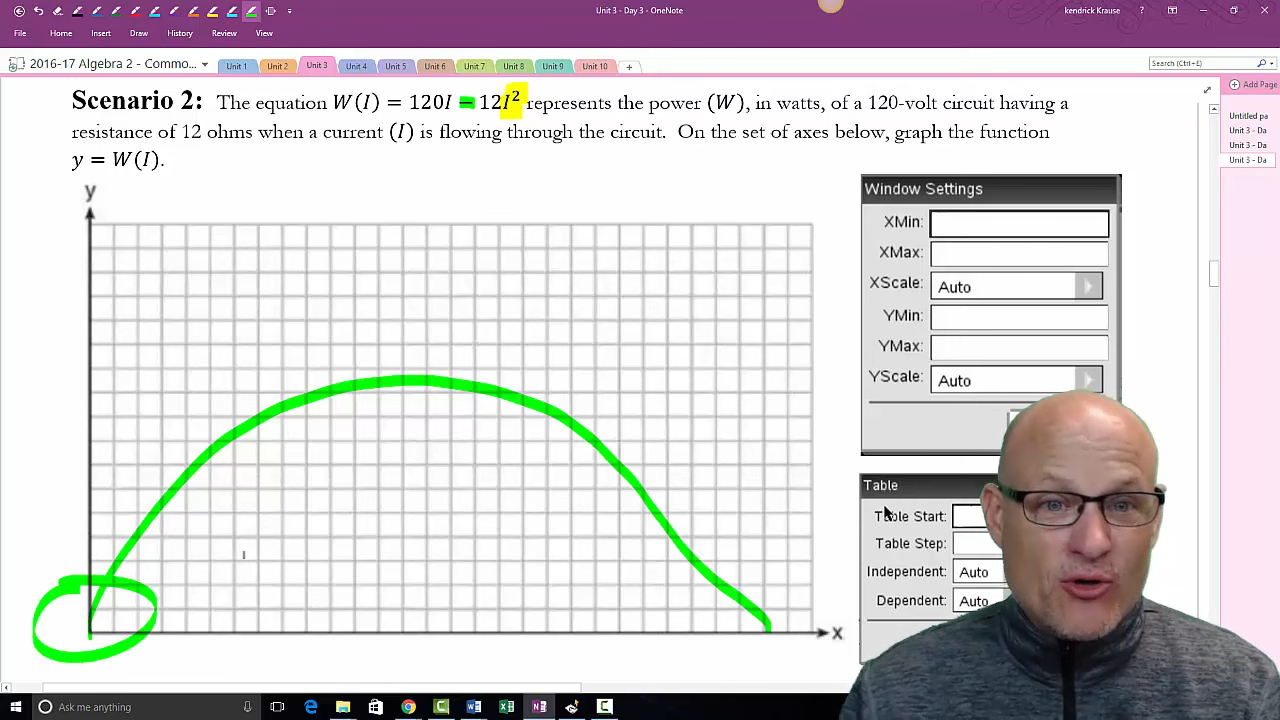 Unit 3 - Day 3 - OneNote
kendrick Krause
?
File Home Insert Draw History Review View
2016-17 Algebra 2 - Commo...
Unit 1 Unit 2 Unit 3 Unit 4 Unit 5 Unit 6 Unit 7 Unit 8 Unit 9 Unit 10 +
Search (Ctrl+E)
Add Page
Untitled pa
Unit 3 - Da
Unit 3 - Da
Unit 3 - Da
Scenario 2: The equation W(I) = 120I − 12I² represents the power (W), in watts, of a 120-volt circuit having a
resistance of 12 ohms when a current (I) is flowing through the circuit. On the set of axes below, graph the function
y = W(I).
y
x
Window Settings
XMin:
XMax:
XScale: Auto
YMin:
YMax:
YScale: Auto
Table
Table Start:
Table Step:
Independent: Auto
Dependent: Auto
Ask me anything